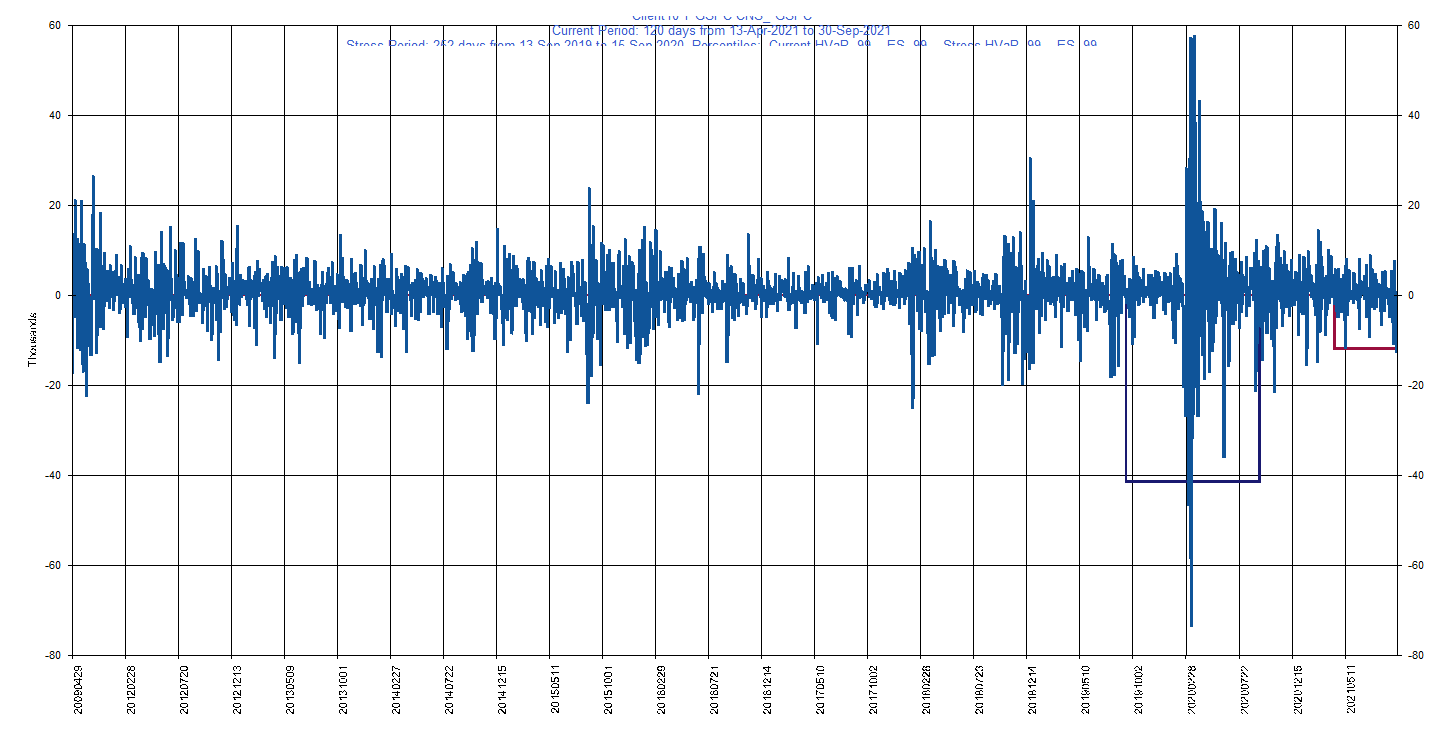 GSPC
Current Period: 120 days from 13-Apr-2021 to 30-Sep-2021
Stress Period: 252 days from 13-Sep-2019 to 15-Sep-2020 Percentiles: Current HVaR 99 ES 99 Stress HVaR 99 ES 99
60 60
40 40
20 20
0 0
Thousands
-20 -20
-40 -40
-60 -60
-80 -80
20090429 20120228 20120720 20121213 20130509 20131001 20140227 20140722 20141215 20150511 20151001 20160229 20160721 20161214 20170510 20171002 20180228 20180723 20181214 20190510 20191002 20200228 20200722 20201215 20210511